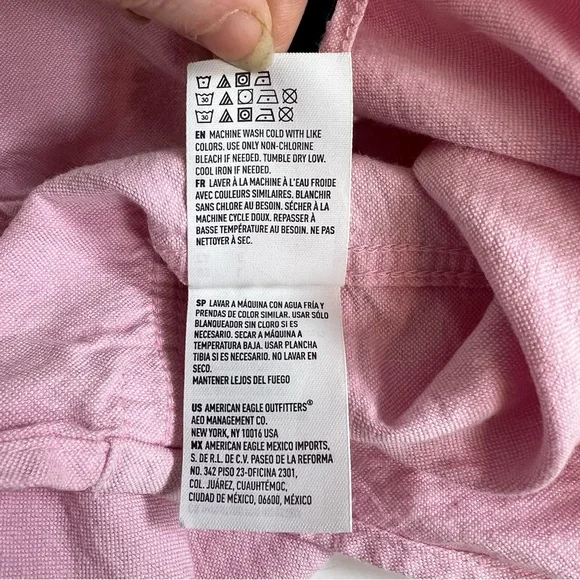 30
30
EN MACHINE WASH COLD WITH LIKE
COLORS. USE ONLY NON-CHLORINE
BLEACH IF NEEDED. TUMBLE DRY LOW.
COOL IRON IF NEEDED.
FR LAVER À LA MACHINE À L'EAU FROIDE
AVEC COULEURS SIMILAIRES. BLANCHIR
SANS CHLORE AU BESOIN. SÉCHER À LA
MACHINE CYCLE DOUX. REPASSER À
BASSE TEMPÉRATURE AU BESOIN. NE PAS
NETTOYER À SEC.
SP LAVAR A MÁQUINA CON AGUA FRÍA Y
PRENDAS DE COLOR SIMILAR. USAR SÓLO
BLANQUEADOR SIN CLORO SI ES
NECESARIO. SECAR A MÁQUINA A
TEMPERATURA BAJA. USAR PLANCHA
TIBIA SI ES NECESARIO. NO LAVAR EN
SECO.
MANTENER LEJOS DEL FUEGO
US AMERICAN EAGLE OUTFITTERS®
AEO MANAGEMENT CO.
NEW YORK, NY 10016 USA
MX AMERICAN EAGLE MEXICO IMPORTS,
S. DE R.L. DE C.V. PASEO DE LA REFORMA
NO. 342 PISO 23-OFICINA 2301,
COL. JUÁREZ, CUAUHTÉMOC,
CIUDAD DE MÉXICO, 06600, MÉXICO